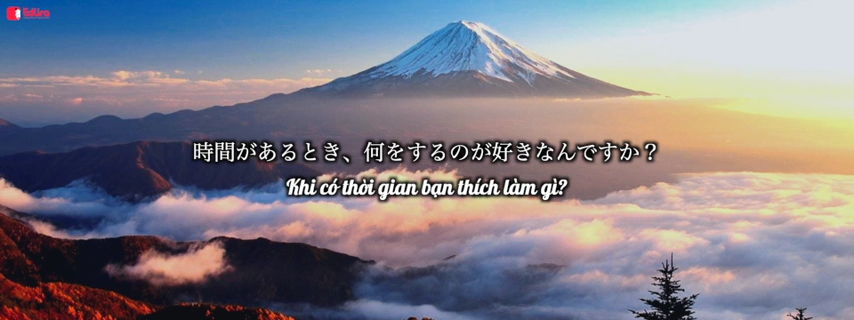 EdKira
時間があるとき、何をするのが好きなんですか？
Khi có thời gian bạn thích làm gì?